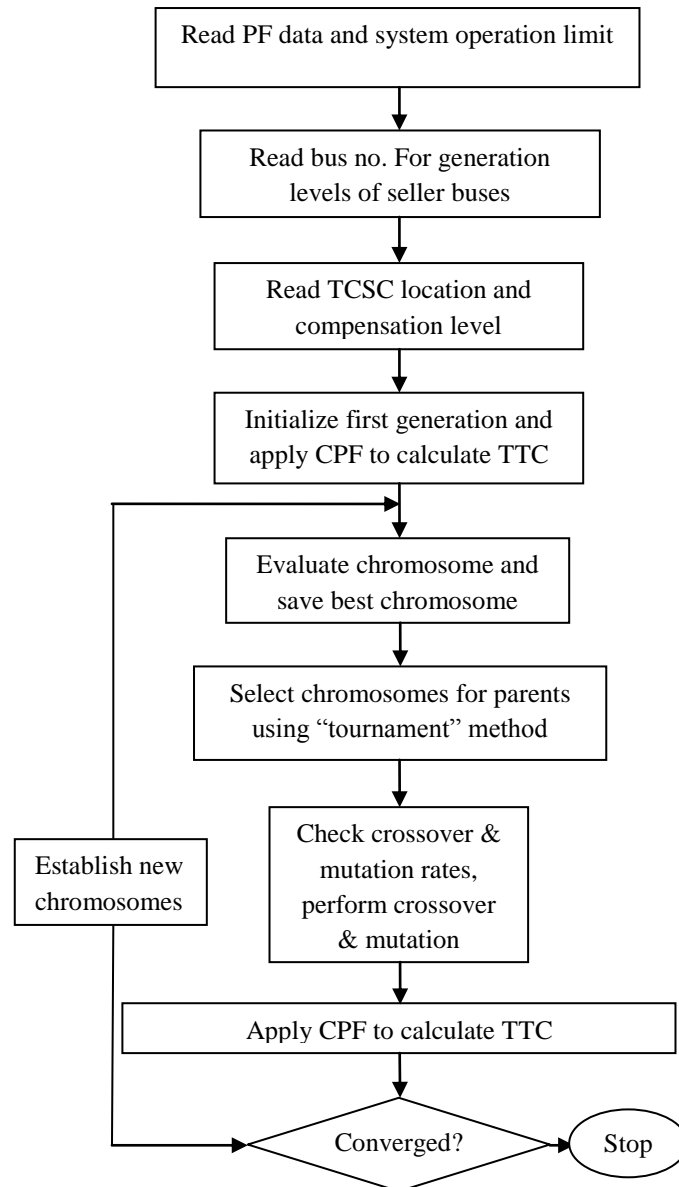 Read PF data and system operation limit
Read bus no. For generation
levels of seller buses
Read TCSC location and
compensation level
Initialize first generation and
apply CPF to calculate TTC
Evaluate chromosome and
save best chromosome
Select chromosomes for parents
using “tournament” method
Check crossover &
mutation rates,
perform crossover
& mutation
Establish new
chromosomes
Apply CPF to calculate TTC
Converged?
Stop